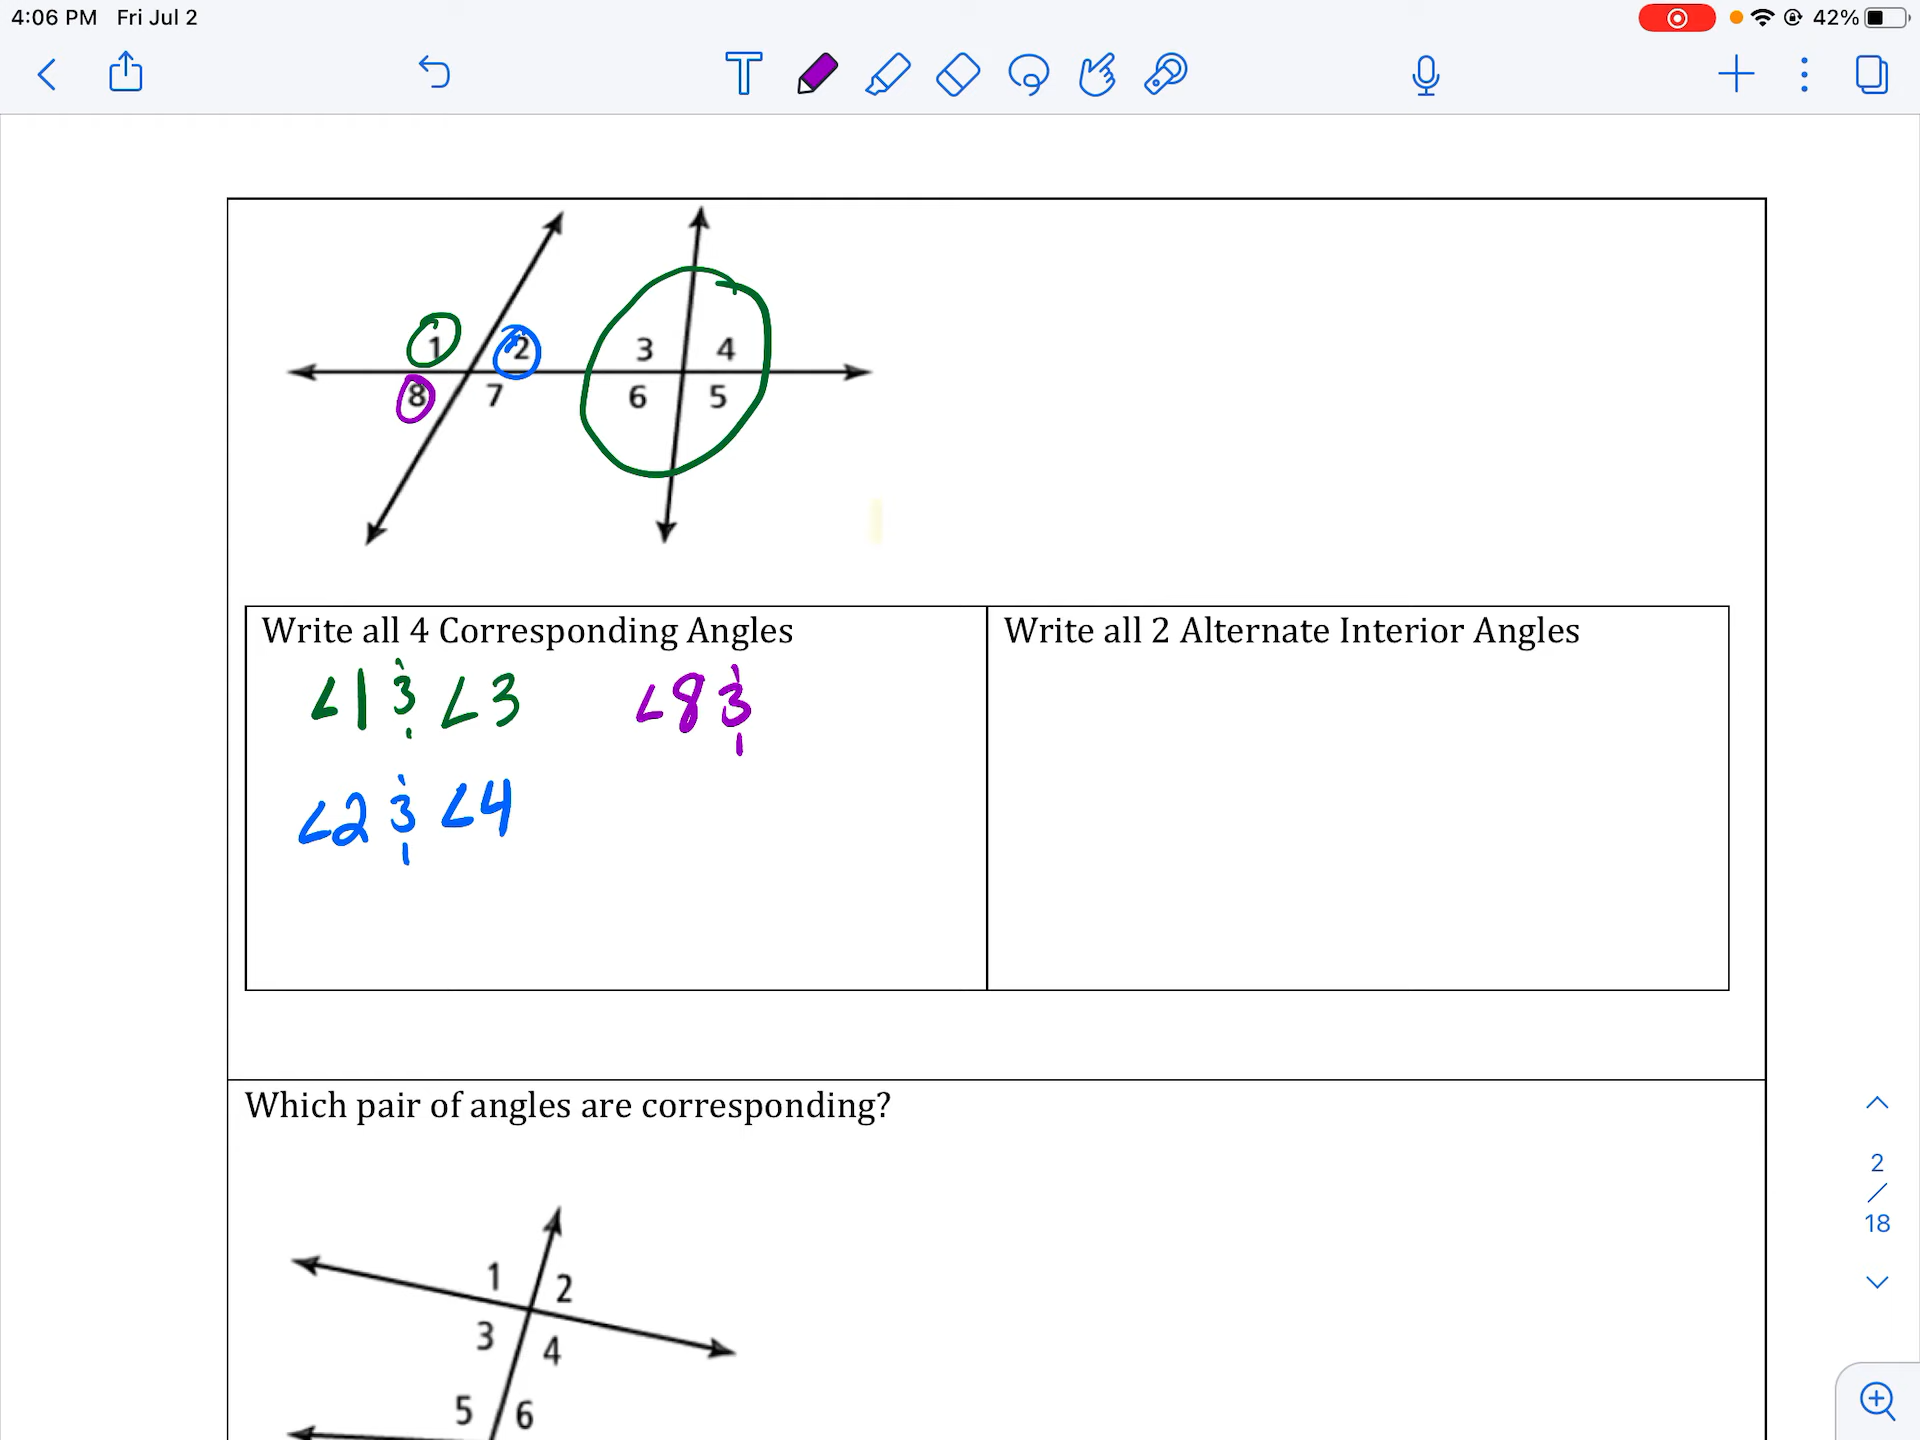 4:06 PM Fri Jul 2
42%
1 2 3 4
8 7 6 5
Write all 4 Corresponding Angles
∠1 & ∠3 ∠8 &
∠2 & ∠4
Write all 2 Alternate Interior Angles
Which pair of angles are corresponding?
1 2
3 4
5 6
2
/
18